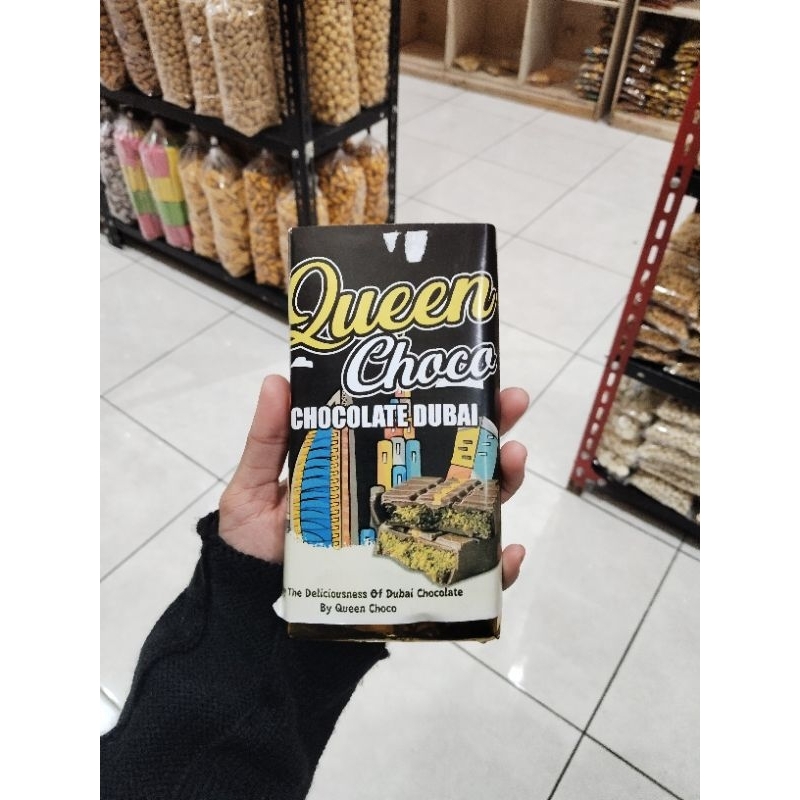 Queen
Choco
CHOCOLATE DUBAI
The Deliciousness Of Dubai Chocolate
By Queen Choco